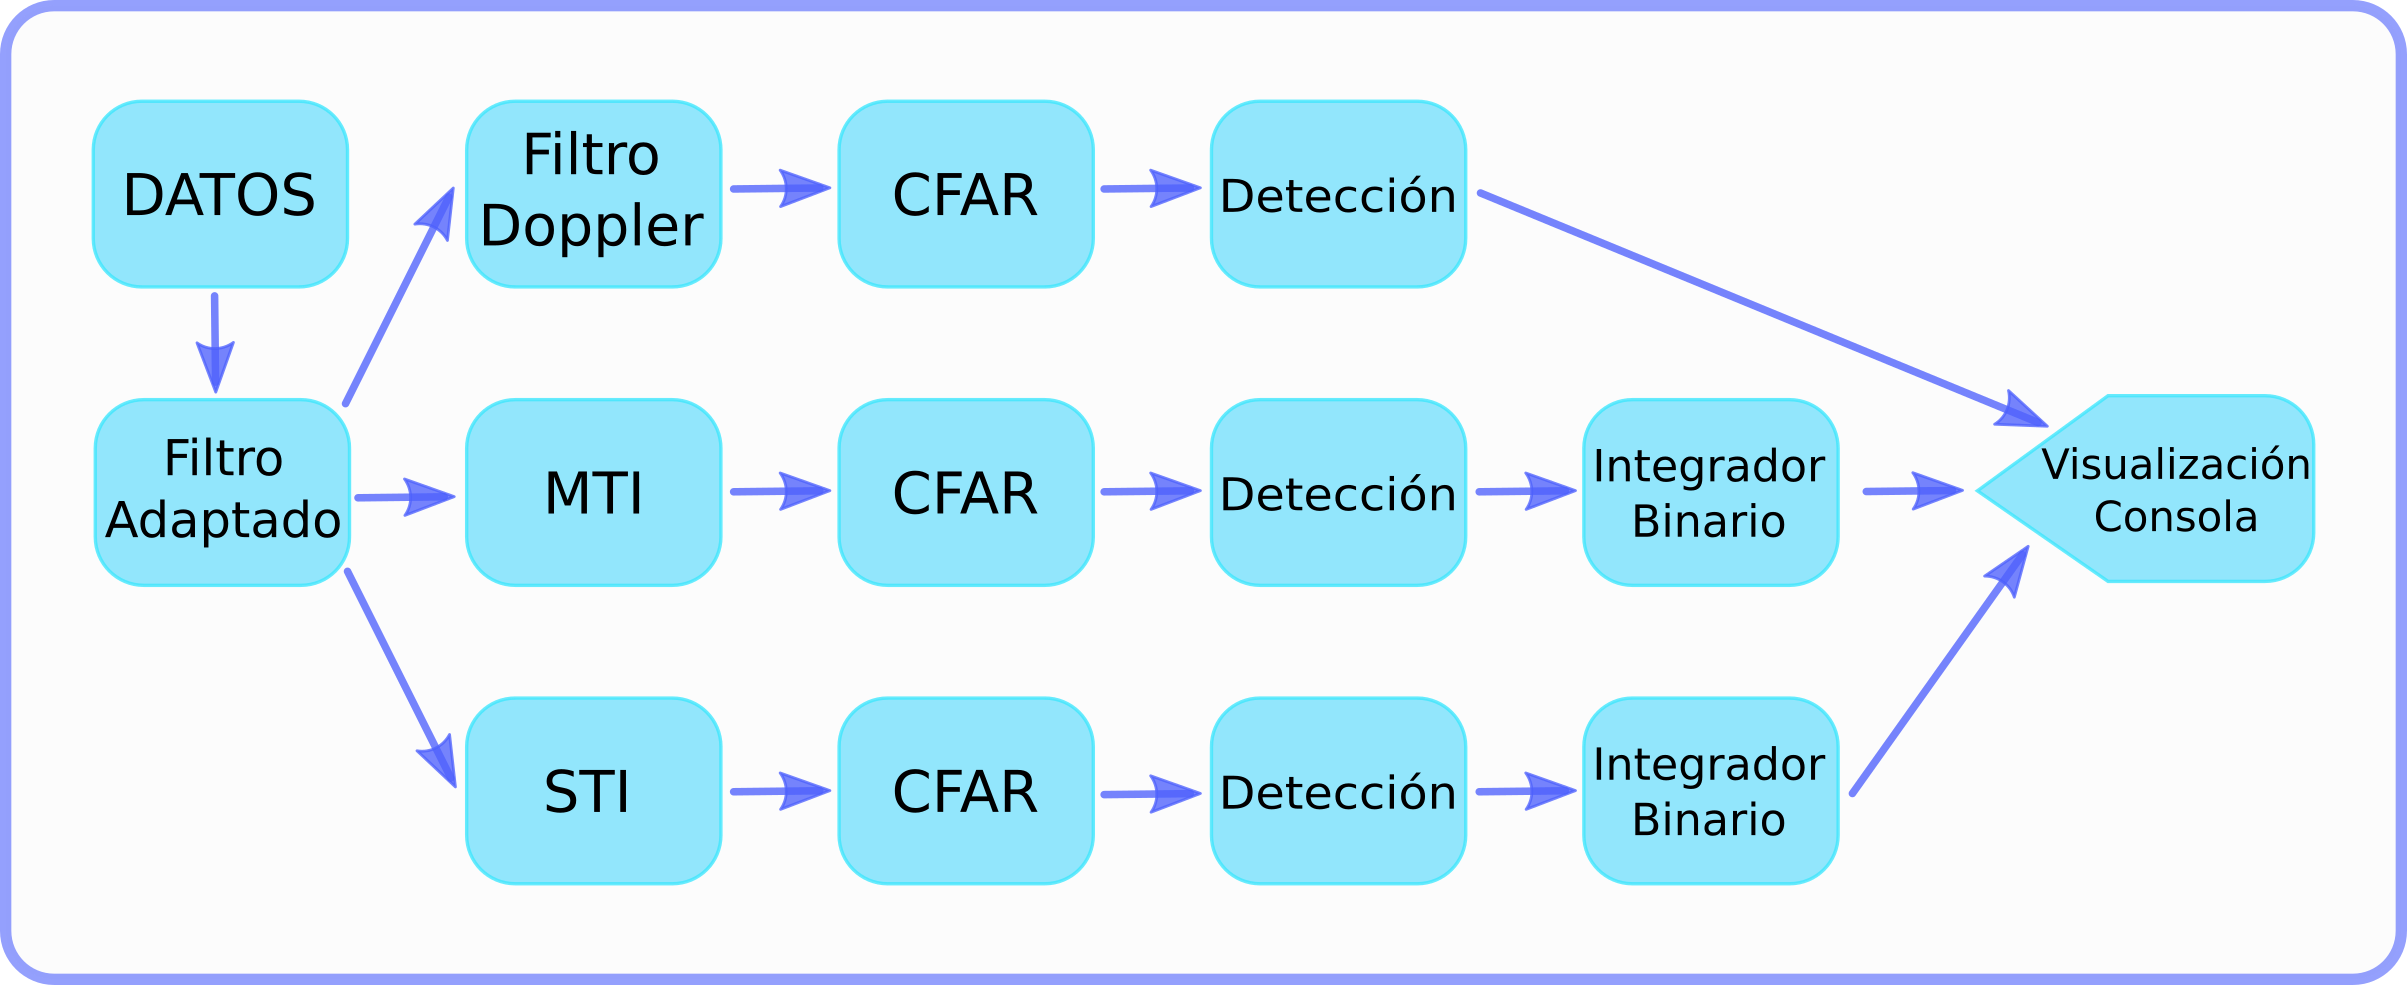 DATOS
Filtro
Doppler
CFAR
Detección
Filtro
Adaptado
MTI
CFAR
Detección
Integrador
Binario
Visualización
Consola
STI
CFAR
Detección
Integrador
Binario